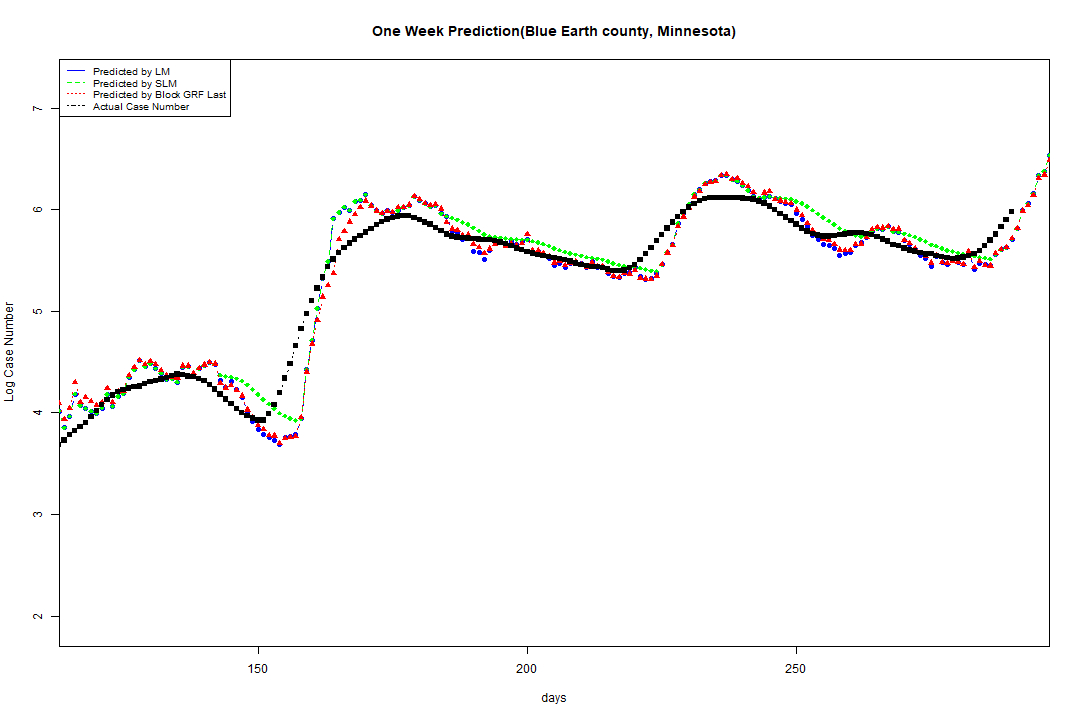 One Week Prediction(Blue Earth county, Minnesota)
Predicted by LM
Predicted by SLM
Predicted by Block GRF Last
Actual Case Number
7
6
5
4
3
2
Log Case Number
150 200 250
days